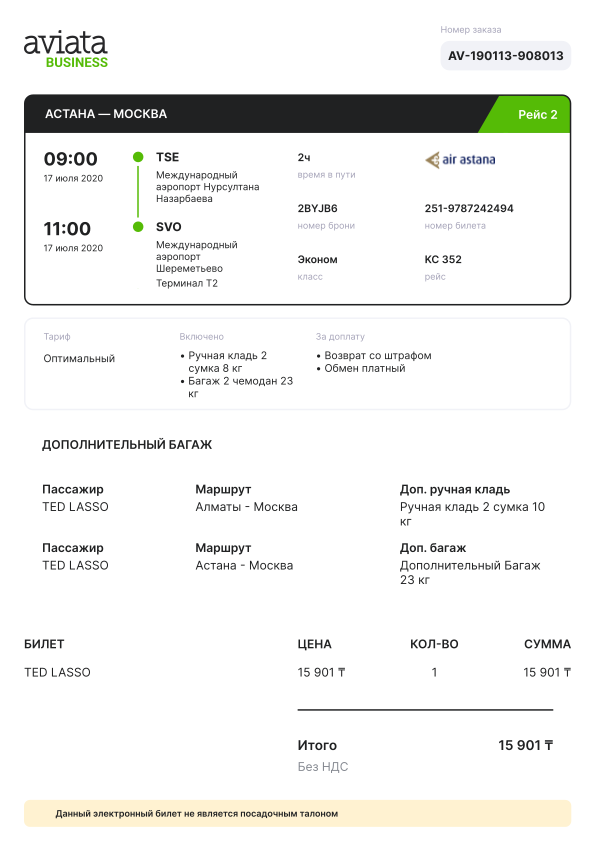 aviata
BUSINESS
Номер заказа
AV-190113-908013
АСТАНА — МОСКВА
Рейс 2
09:00
17 июля 2020
TSE
Международный
аэропорт Нурсултана
Назарбаева
2ч
время в пути
air astana
11:00
17 июля 2020
SVO
Международный
аэропорт
Шереметьево
Терминал T2
2BYJB6
номер брони
251-9787242494
номер билета
Эконом
класс
KC 352
рейс
Тариф
Оптимальный
Включено
• Ручная кладь 2
сумка 8 кг
• Багаж 2 чемодан 23
кг
За доплату
• Возврат со штрафом
• Обмен платный
ДОПОЛНИТЕЛЬНЫЙ БАГАЖ
Пассажир
TED LASSO
Маршрут
Алматы - Москва
Доп. ручная кладь
Ручная кладь 2 сумка 10
кг
Пассажир
TED LASSO
Маршрут
Астана - Москва
Доп. багаж
Дополнительный Багаж
23 кг
БИЛЕТ ЦЕНА КОЛ-ВО СУММА
TED LASSO 15 901 ₸ 1 15 901 ₸
Итого 15 901 ₸
Без НДС
Данный электронный билет не является посадочным талоном